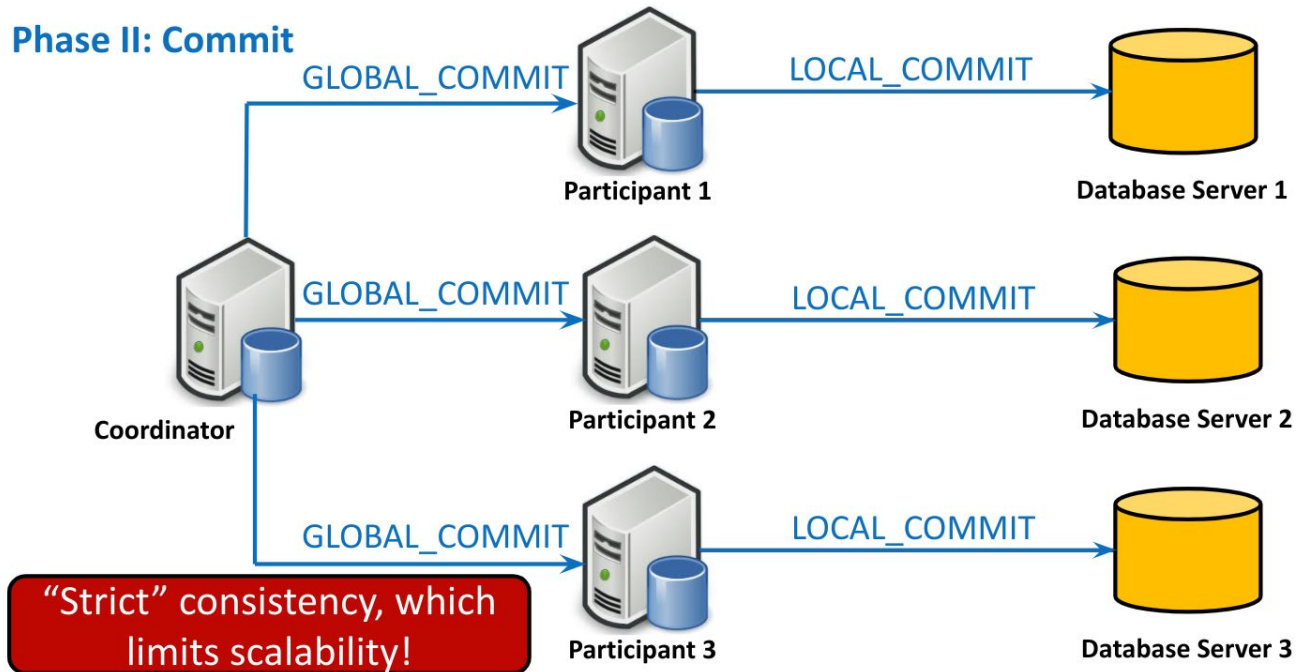 Phase II: Commit
GLOBAL_COMMIT
LOCAL_COMMIT
Participant 1
Database Server 1
GLOBAL_COMMIT
LOCAL_COMMIT
Coordinator
Participant 2
Database Server 2
GLOBAL_COMMIT
LOCAL_COMMIT
“Strict” consistency, which
limits scalability!
Participant 3
Database Server 3